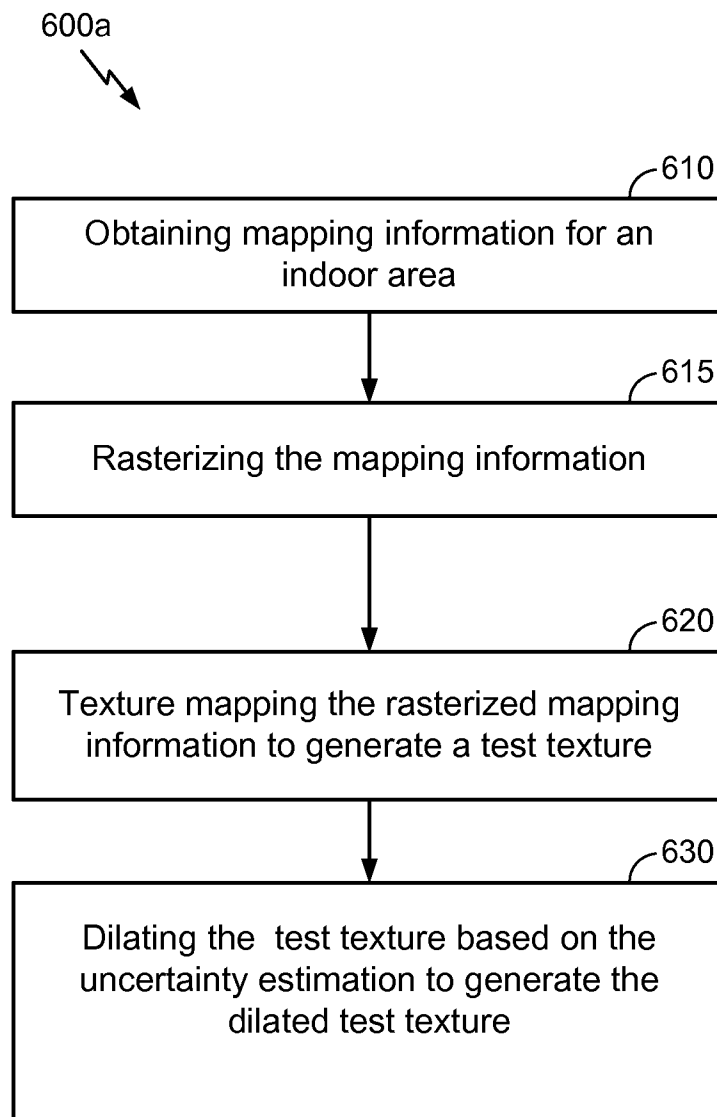 600a
610
Obtaining mapping information for an
indoor area
615
Rasterizing the mapping information
620
Texture mapping the rasterized mapping
information to generate a test texture
630
Dilating the test texture based on the
uncertainty estimation to generate the
dilated test texture